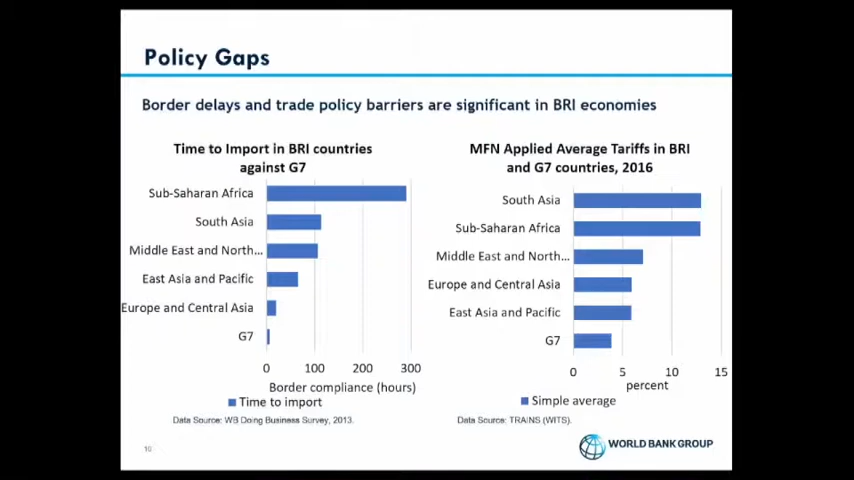 Policy Gaps
Border delays and trade policy barriers are significant in BRI economies
Time to Import in BRI countries
against G7
Sub-Saharan Africa
South Asia
Middle East and North...
East Asia and Pacific
Europe and Central Asia
G7
0 100 200 300
Border compliance (hours)
Time to import
Data Source: WB Doing Business Survey, 2013.
MFN Applied Average Tariffs in BRI
and G7 countries, 2016
South Asia
Sub-Saharan Africa
Middle East and North...
Europe and Central Asia
East Asia and Pacific
G7
0 5 10 15
percent
Simple average
Data Source: TRAINS (WITS).
10
WORLD BANK GROUP